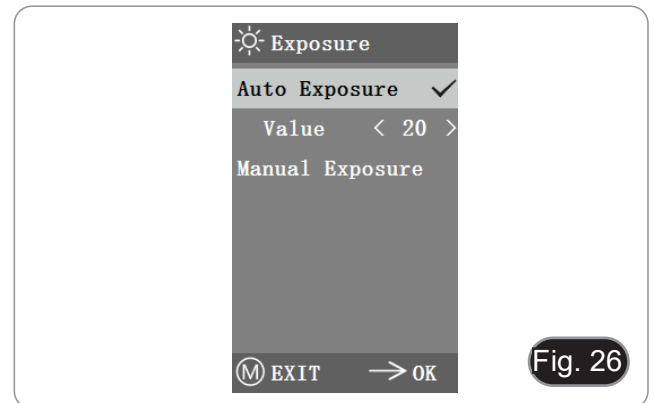 Exposure
Auto Exposure
Value < 20 >
Manual Exposure
M EXIT → OK
Fig. 26